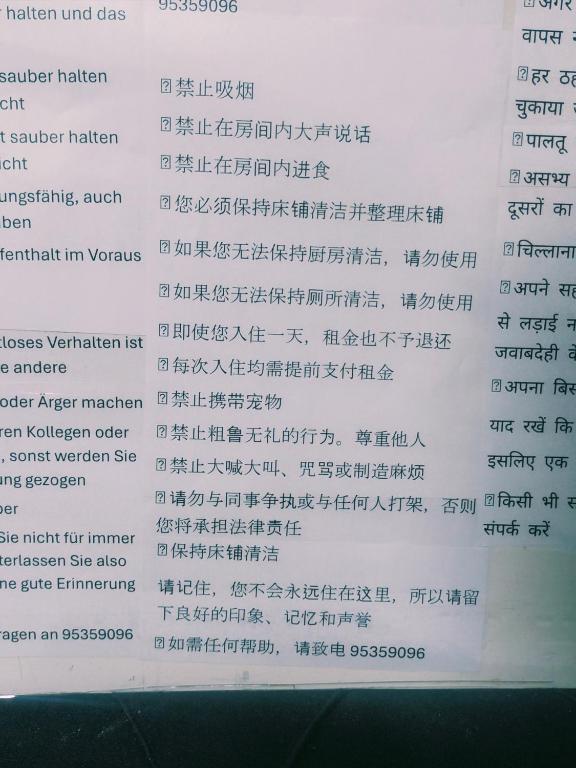 halten und das
sauber halten
cht
t sauber halten
icht
ungsfähig, auch
ben
fenthalt im Voraus
tloses Verhalten ist
e andere
oder Ärger machen
ren Kollegen oder
, sonst werden Sie
ung gezogen
ber
Sie nicht für immer
terlassen Sie also
ne gute Erinnerung
ragen an 95359096
95359096
禁止吸烟
禁止在房间内大声说话
禁止在房间内进食
您必须保持床铺清洁并整理床铺
如果您无法保持厨房清洁，请勿使用
如果您无法保持厕所清洁，请勿使用
即使您入住一天，租金也不予退还
每次入住均需提前支付租金
禁止携带宠物
禁止粗鲁无礼的行为。尊重他人
禁止大喊大叫、咒骂或制造麻烦
请勿与同事争执或与任何人打架，否则
您将承担法律责任
保持床铺清洁
请记住，您不会永远住在这里，所以请留
下良好的印象、记忆和声誉
如需任何帮助，请致电 95359096
अगर
वापस
हर ठह
चुकाया
पालतू
असभ्य
दूसरों का
चिल्लाना
अपने सह
से लड़ाई
जवाबदेही
अपना बिस
याद रखें कि
इसलिए एक
किसी भी स
संपर्क करें